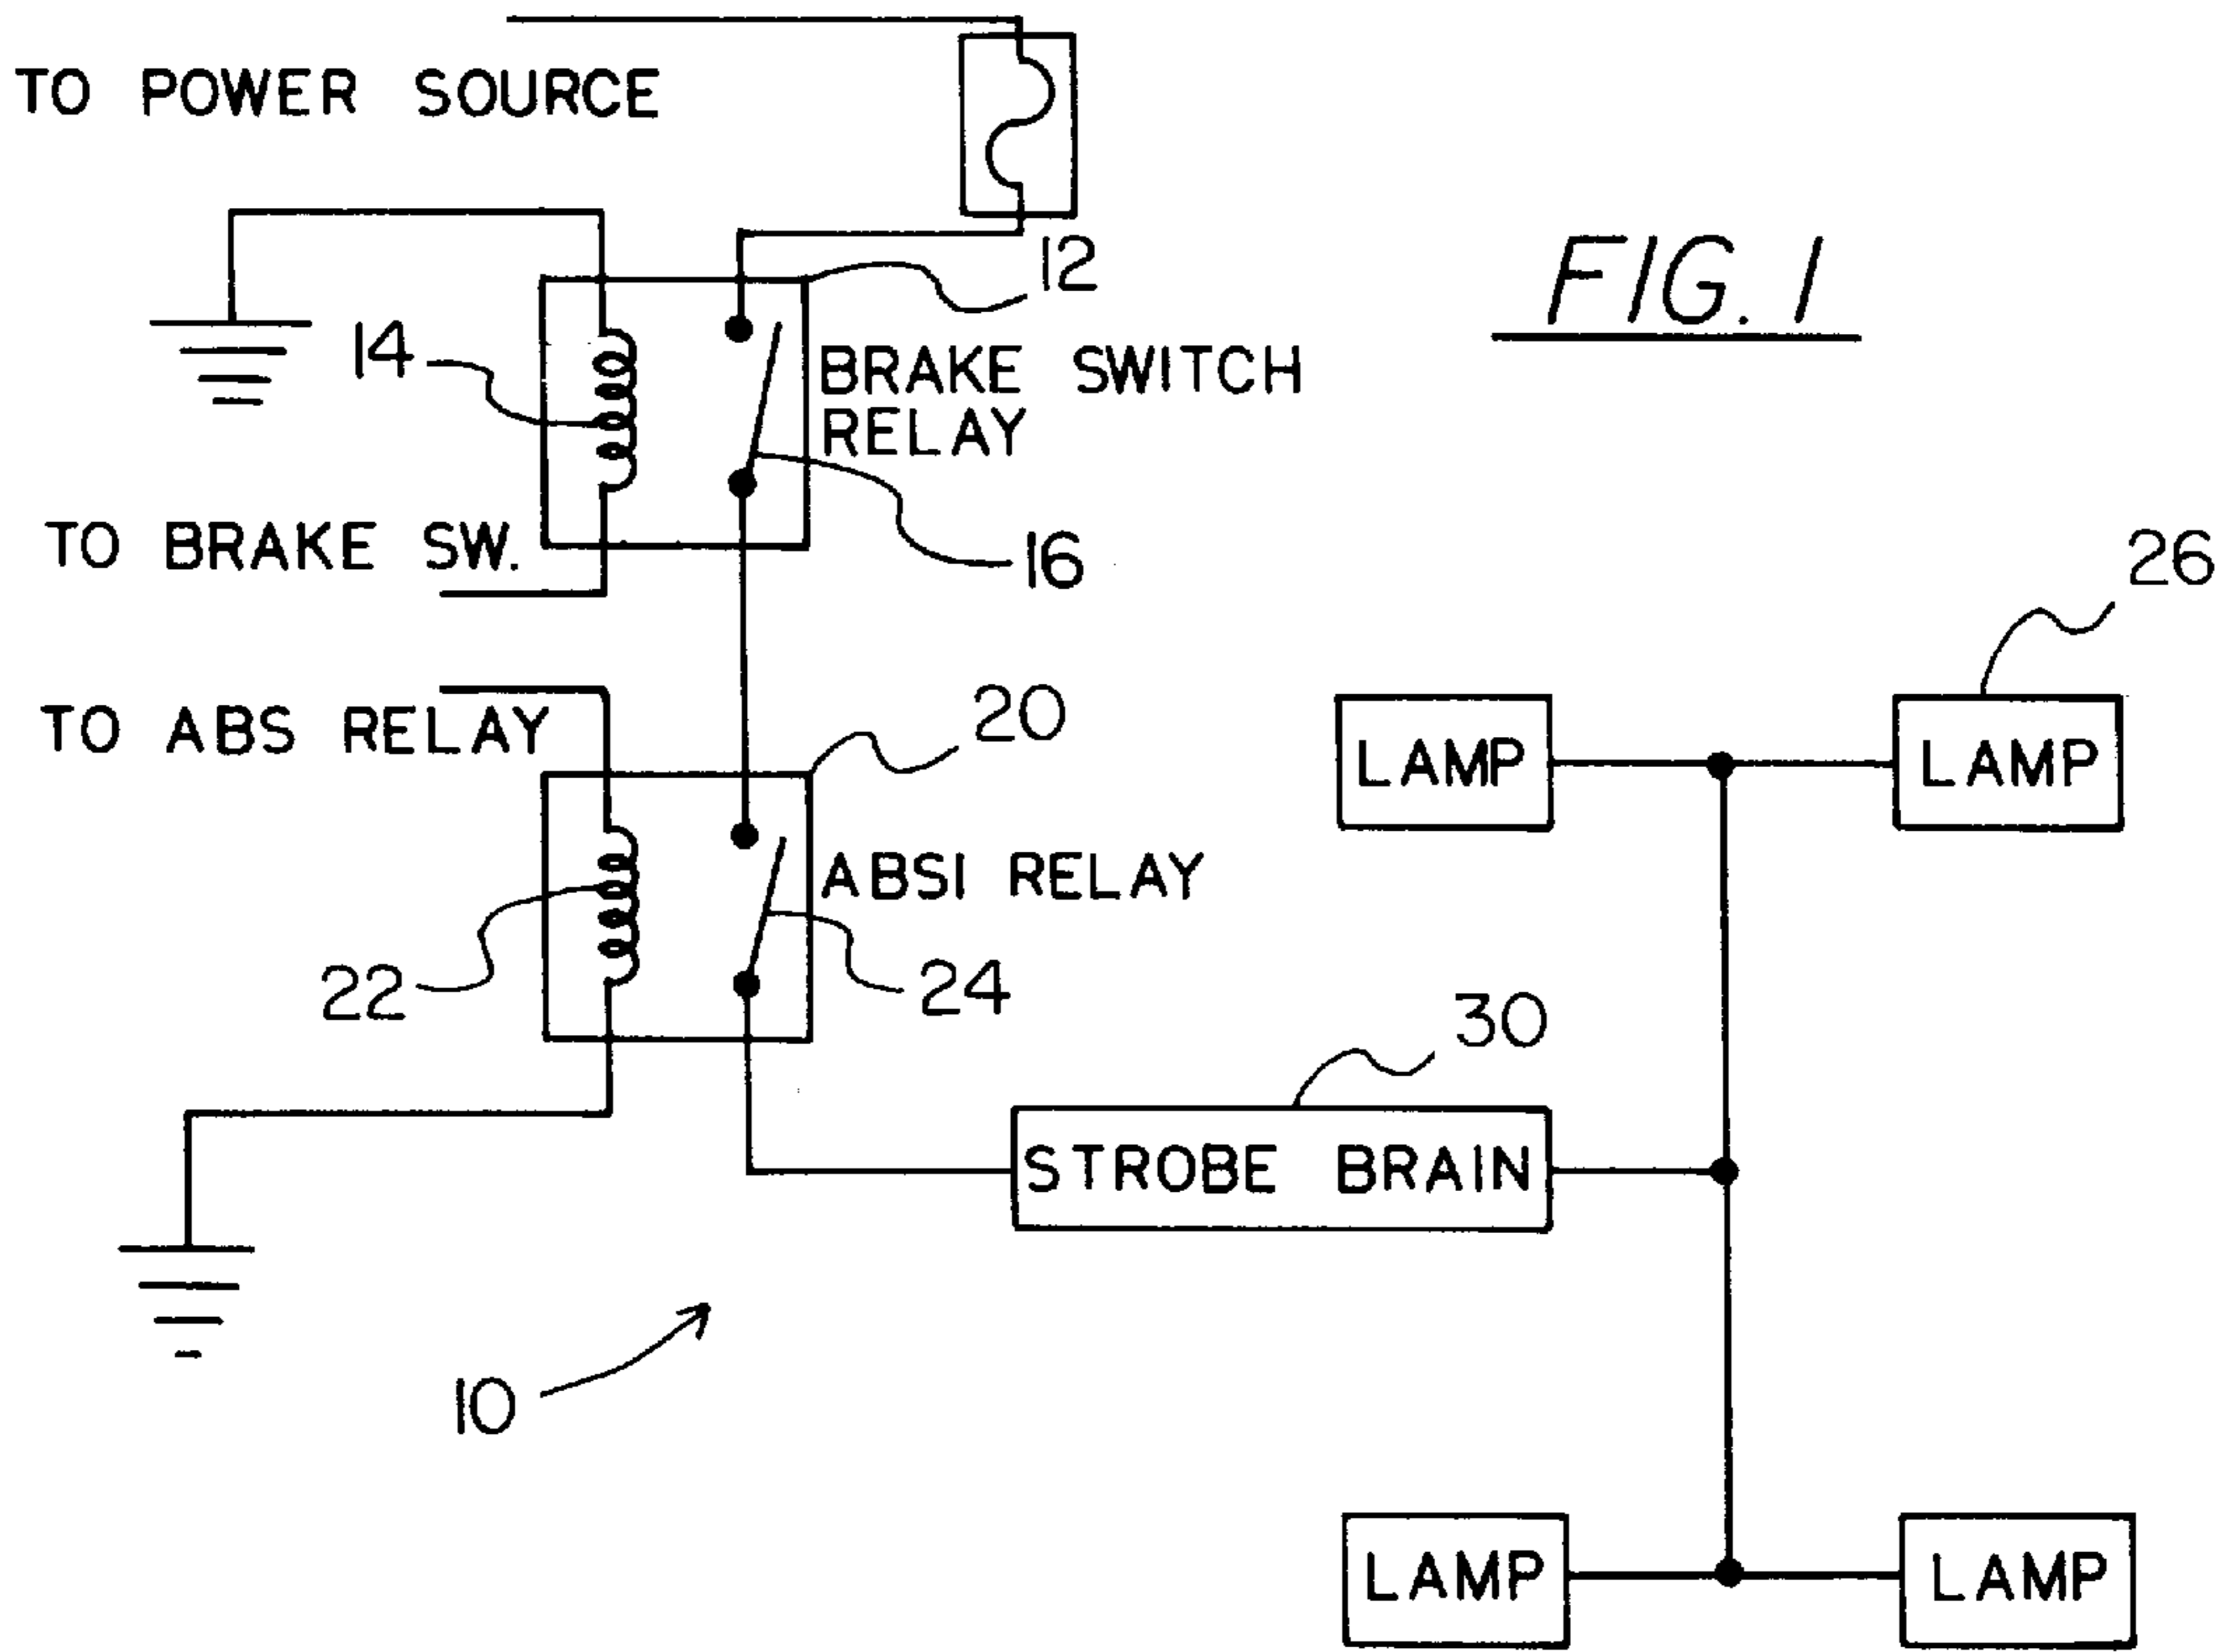 TO POWER SOURCE
12
FIG. 1
14
BRAKE SWITCH
RELAY
TO BRAKE SW.
16
26
TO ABS RELAY
20
LAMP
LAMP
ABSI RELAY
22
24
30
STROBE BRAIN
10
LAMP
LAMP